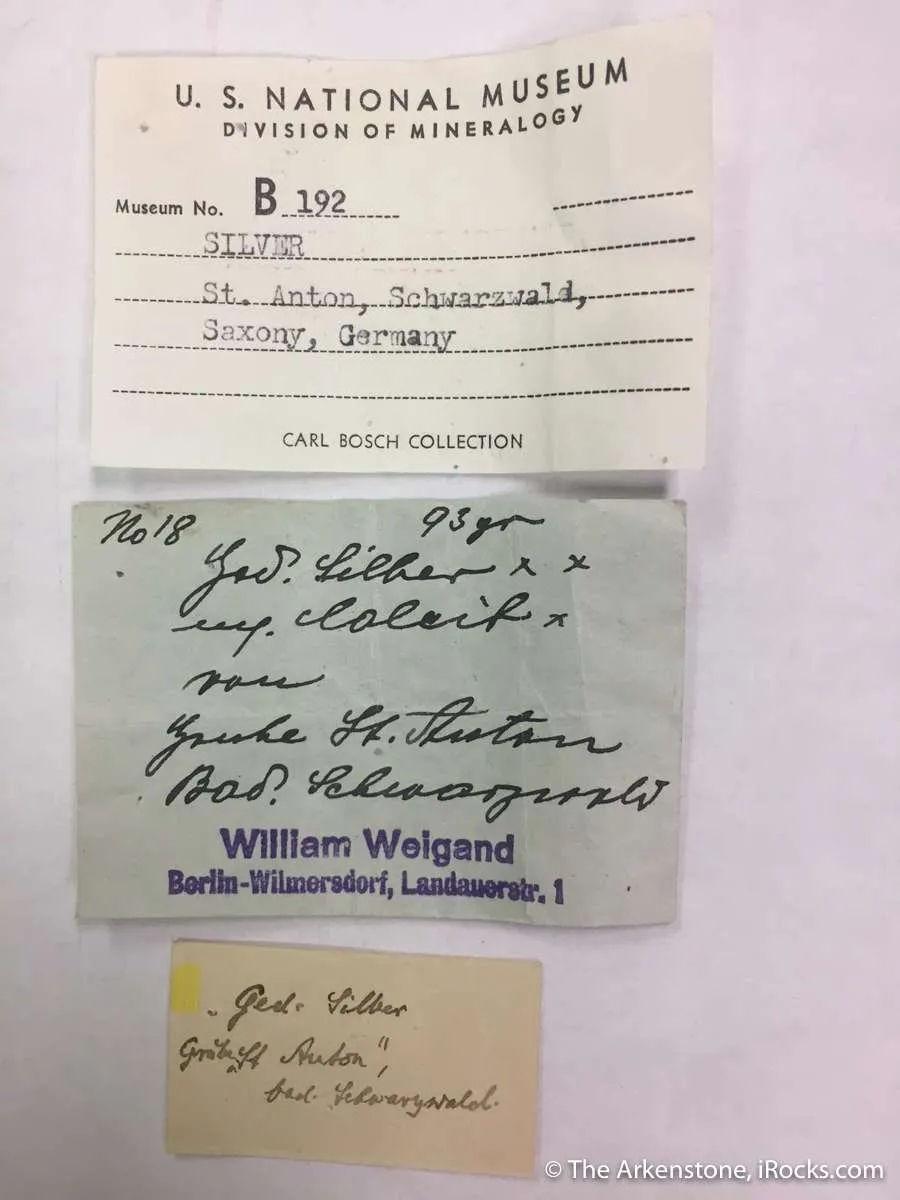 U. S. NATIONAL MUSEUM
DIVISION OF MINERALOGY
Museum No. B 192
SILVER
St. Anton, Schwarzwald,
Saxony, Germany
CARL BOSCH COLLECTION
No 18 93 gr
Ged. Silber x x
Calcit x
von
Grube St. Anton
Bad. Schwarzwald
William Weigand
Berlin-Wilmersdorf, Landauerstr. 1
Ged. Silber
Grube "St Anton",
bad. Schwarzwald.
© The Arkenstone, iRocks.com